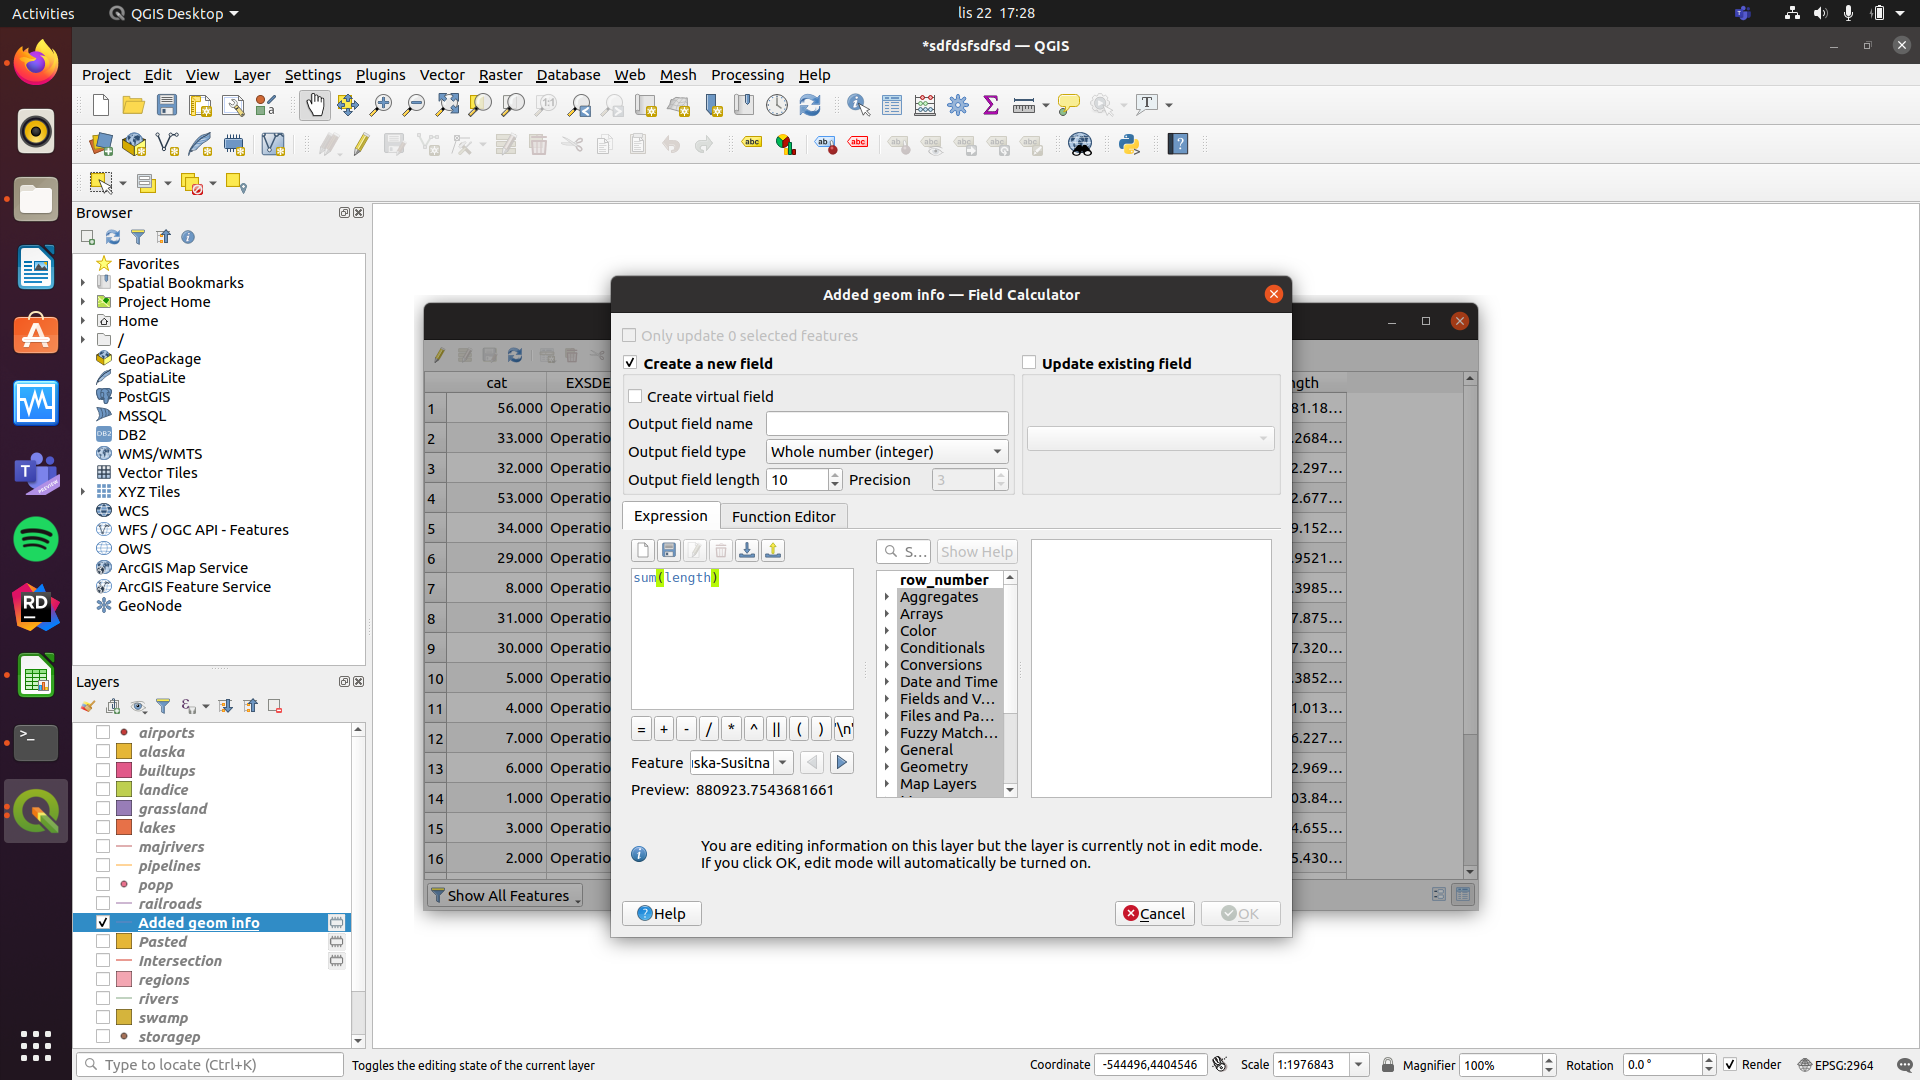 Activities
QGIS Desktop
lis 22 17:28
*sdfdsfsdfsd — QGIS
Project Edit View Layer Settings Plugins Vector Raster Database Web Mesh Processing Help
Browser
Favorites
Spatial Bookmarks
Project Home
Home
/
GeoPackage
SpatiaLite
PostGIS
MSSQL
DB2
WMS/WMTS
Vector Tiles
XYZ Tiles
WCS
WFS / OGC API - Features
OWS
ArcGIS Map Service
ArcGIS Feature Service
GeoNode
Layers
airports
alaska
builtups
landice
grassland
lakes
majrivers
pipelines
popp
railroads
Added geom info
Pasted
Intersection
regions
rivers
swamp
storagep
cat EXSDE ngth
1 56.000 Operatio 81.18...
2 33.000 Operatio .2684...
3 32.000 Operatio 2.297...
4 53.000 Operatio 2.677...
5 34.000 Operatio 9.152...
6 29.000 Operatio .9521...
7 8.000 Operatio .3985...
8 31.000 Operatio 7.875...
9 30.000 Operatio 7.320...
10 5.000 Operatio .3852...
11 4.000 Operatio 1.013...
12 7.000 Operatio 6.227...
13 6.000 Operatio 2.969...
14 1.000 Operatio 03.84...
15 3.000 Operatio 4.655...
16 2.000 Operatio 5.430...
Show All Features
Added geom info — Field Calculator
Only update 0 selected features
Create a new field
Update existing field
Create virtual field
Output field name
Output field type Whole number (integer)
Output field length 10 Precision 3
Expression
Function Editor
S...
Show Help
sum(length)
row_number
Aggregates
Arrays
Color
Conditionals
Conversions
Date and Time
Fields and V...
Files and Pa...
Fuzzy Match...
General
Geometry
Map Layers
= + - / * ^ || ( ) '\n'
Feature ıska-Susitna
Preview: 880923.7543681661
You are editing information on this layer but the layer is currently not in edit mode.
If you click OK, edit mode will automatically be turned on.
Help
Cancel
OK
Type to locate (Ctrl+K)
Toggles the editing state of the current layer
Coordinate -544496,4404546
Scale 1:1976843
Magnifier 100%
Rotation 0.0 °
Render
EPSG:2964